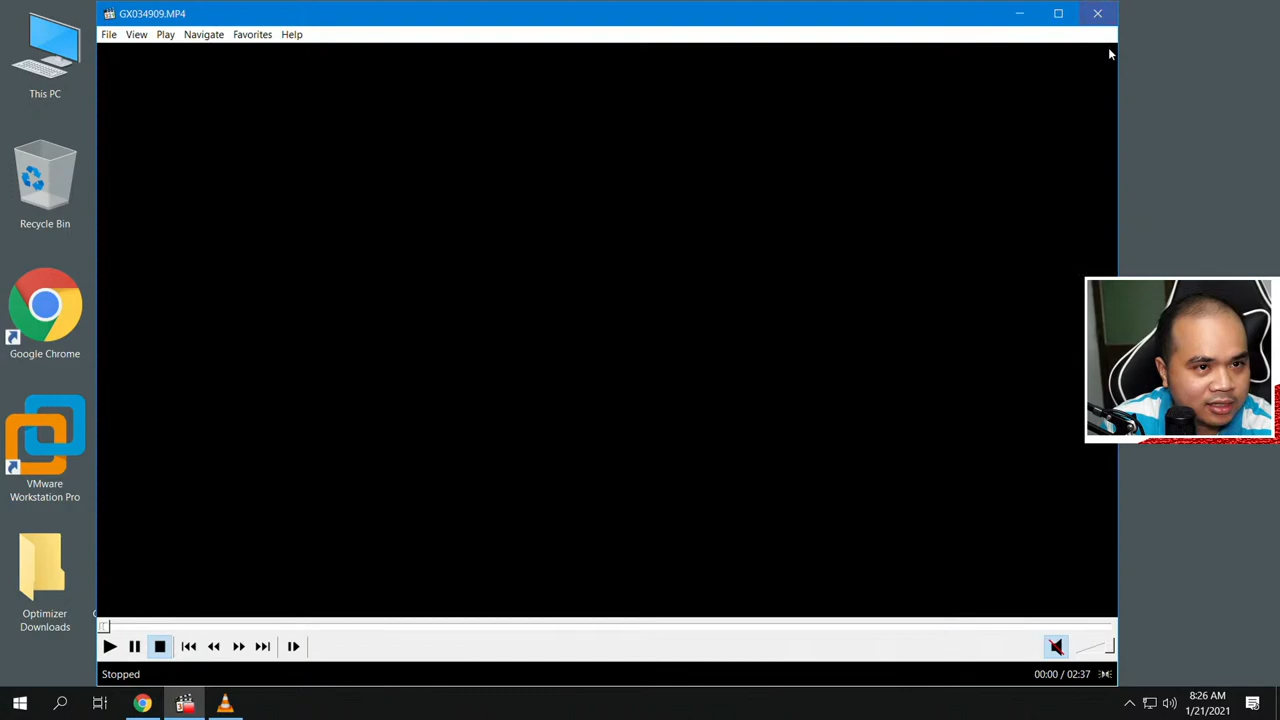 GX034909.MP4
File View Play Navigate Favorites Help
This PC
Recycle Bin
Google Chrome
VMware
Workstation Pro
Optimizer
Downloads
Stopped
00:00 / 02:37
8:26 AM
1/21/2021